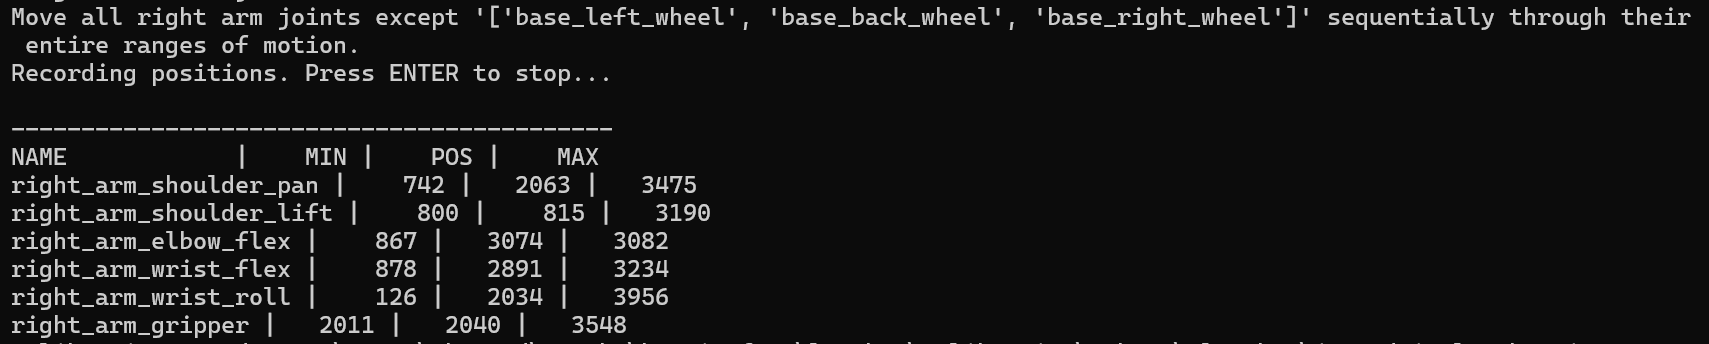 Move all right arm joints except '['base_left_wheel', 'base_back_wheel', 'base_right_wheel']' sequentially through their
 entire ranges of motion.
Recording positions. Press ENTER to stop...
-------------------------------------------
NAME            |    MIN |    POS |    MAX
right_arm_shoulder_pan |    742 |   2063 |   3475
right_arm_shoulder_lift |    800 |    815 |   3190
right_arm_elbow_flex |    867 |   3074 |   3082
right_arm_wrist_flex |    878 |   2891 |   3234
right_arm_wrist_roll |    126 |   2034 |   3956
right_arm_gripper |   2011 |   2040 |   3548